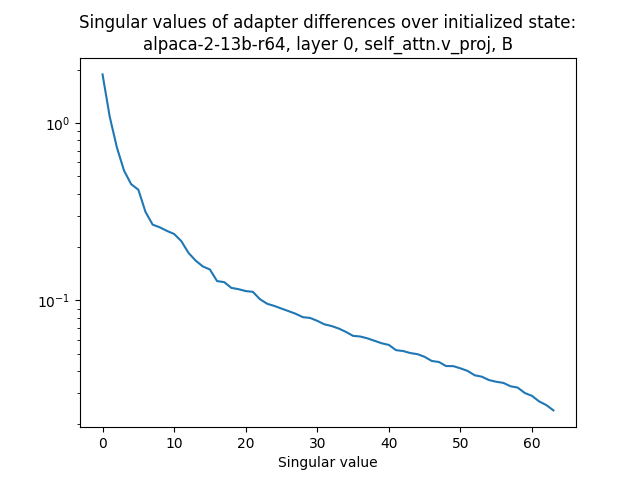 Singular values of adapter differences over initialized state:
alpaca-2-13b-r64, layer 0, self_attn.v_proj, B
10⁰
10⁻¹
0 10 20 30 40 50 60
Singular value